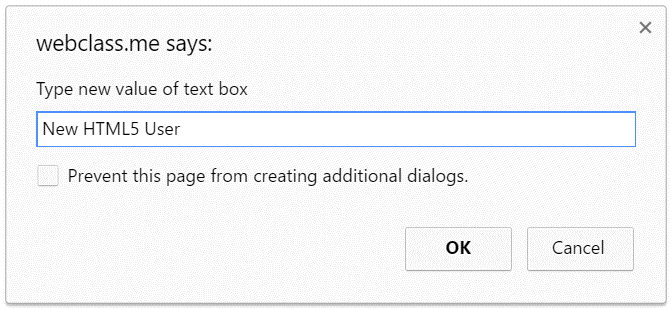 webclass.me says:
Type new value of text box
New HTML5 User
Prevent this page from creating additional dialogs.
OK
Cancel